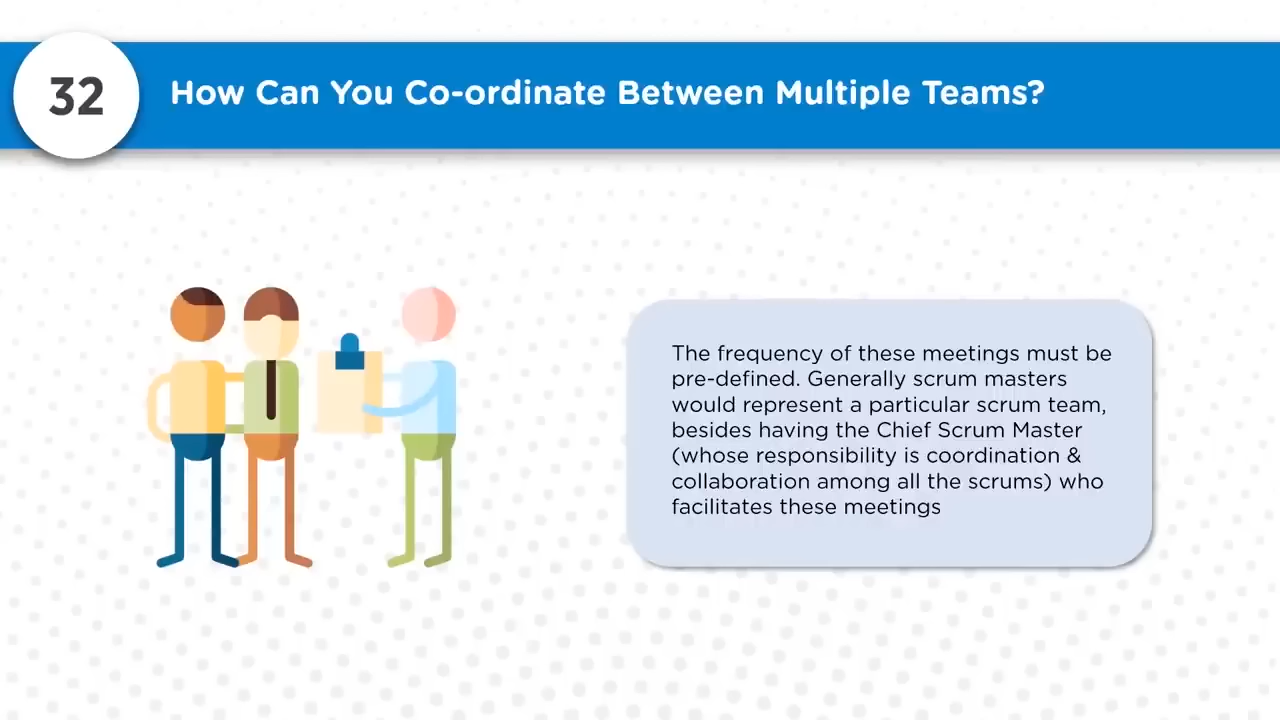 32
How Can You Co-ordinate Between Multiple Teams?
The frequency of these meetings must be
pre-defined. Generally scrum masters
would represent a particular scrum team,
besides having the Chief Scrum Master
(whose responsibility is coordination &
collaboration among all the scrums) who
facilitates these meetings